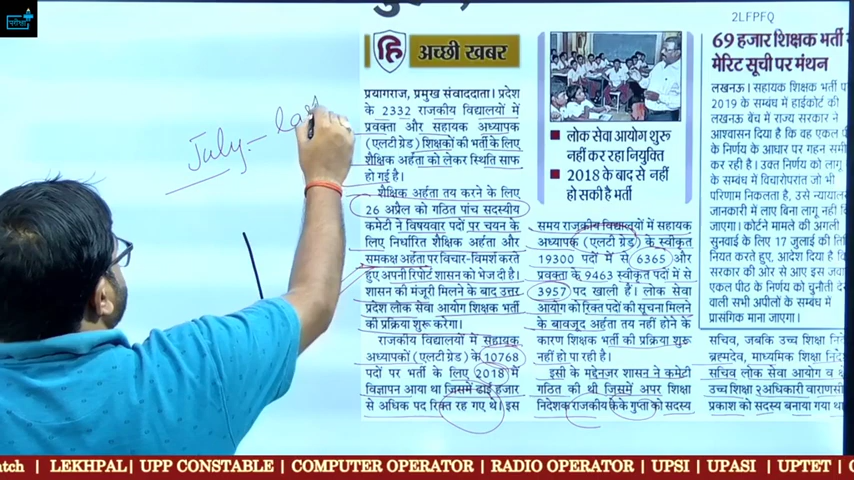 परीक्षा
2LFPFQ
July - las
अच्छी खबर
प्रयागराज, प्रमुख संवाददाता। प्रदेश
के 2332 राजकीय विद्यालयों में
प्रवक्ता और सहायक अध्यापक
(एलटी ग्रेड) शिक्षकों की भर्ती के लिए
शैक्षिक अर्हता को लेकर स्थिति साफ
हो गई है।
शैक्षिक अर्हता तय करने के लिए
26 अप्रैल को गठित पांच सदस्यीय
कमेटी ने विषयवार पदों पर चयन के
लिए निर्धारित शैक्षिक अर्हता और
समकक्ष अर्हता पर विचार-विमर्श करते
हुए अपनी रिपोर्ट शासन को भेज दी है।
शासन की मंजूरी मिलने के बाद उत्तर
प्रदेश लोक सेवा आयोग शिक्षक भर्ती
की प्रक्रिया शुरू करेगा।
राजकीय विद्यालयों में सहायक
अध्यापकों (एलटी ग्रेड) के 10768
पदों पर भर्ती के लिए 2018 में
विज्ञापन आया था जिसमें ढाई हजार
से अधिक पद रिक्त रह गए थे। इस
लोक सेवा आयोग शुरू
नहीं कर रहा नियुक्ति
2018 के बाद से नहीं
हो सकी है भर्ती
समय राजकीय विद्यालयों में सहायक
अध्यापक (एलटी ग्रेड) के स्वीकृत
19300 पदों में से 6365 और
प्रवक्ता के 9463 स्वीकृत पदों में से
3957 पद खाली हैं। लोक सेवा
आयोग को रिक्त पदों की सूचना मिलने
के बावजूद अर्हता तय नहीं होने के
कारण शिक्षक भर्ती की प्रक्रिया शुरू
नहीं हो पा रही है।
इसी के मद्देनजर शासन ने कमेटी
गठित की थी जिसमें अपर शिक्षा
निदेशक राजकीय केके गुप्ता को सदस्य
69 हजार शिक्षक भर्ती
मेरिट सूची पर मंथन
लखनऊ। सहायक शिक्षक भर्ती
2019 के सम्बंध में हाईकोर्ट की
लखनऊ बेंच में राज्य सरकार ने
आश्वासन दिया है कि वह एकल
के निर्णय के आधार पर गहन
कर रही है। उक्त निर्णय को लागू
के सम्बंध में विचारोपरांत जो भी
परिणाम निकलता है, उसे न्यायालय
जानकारी में लाए बिना लागू नहीं
जाएगा। कोर्टने मामले की अगली
सुनवाई के लिए 17 जुलाई की
नियत करते हुए, आदेश दिया है
सरकार की ओर से आए इस
एकल पीठ के निर्णय को चुनौती
वाली सभी अपीलों के सम्बंध में
प्रासंगिक माना जाएगा।
सचिव, जबकि उच्च शिक्षा
ब्रह्मदेव, माध्यमिक शिक्षा
सचिव लोक सेवा आयोग व
उच्च शिक्षा २अधिकारी
प्रकाश को सदस्य बनाया गया
tch | LEKHPAL| UPP CONSTABLE | COMPUTER OPERATOR | RADIO OPERATOR | UPSI | UPASI | UPTET |